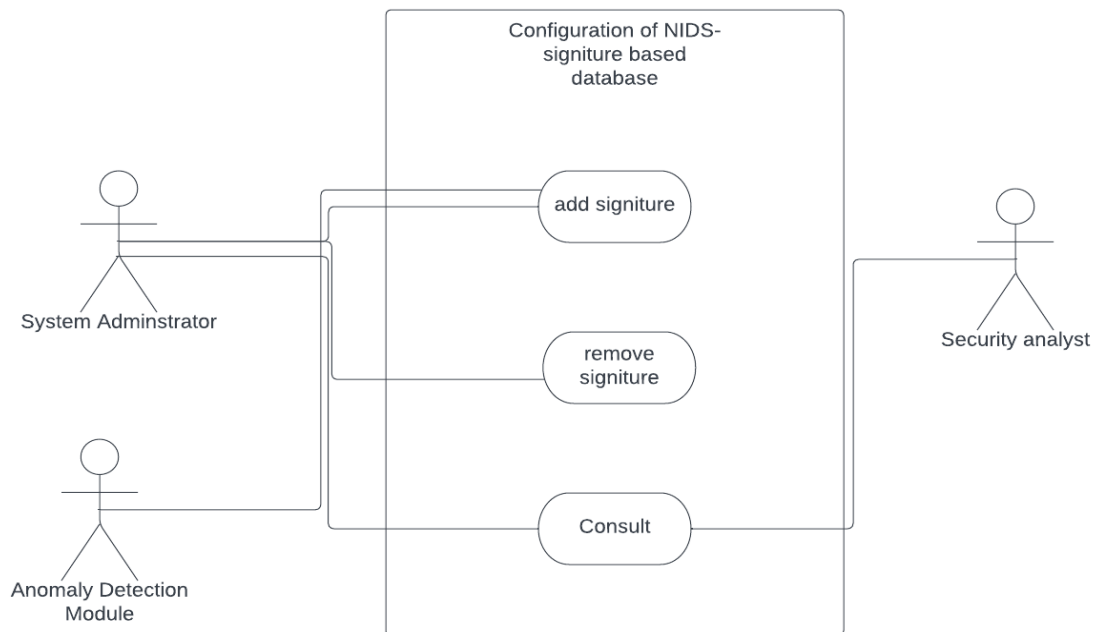 Configuration of NIDS-
signiture based
database
add signiture
System Adminstrator
Security analyst
remove
signiture
Consult
Anomaly Detection
Module